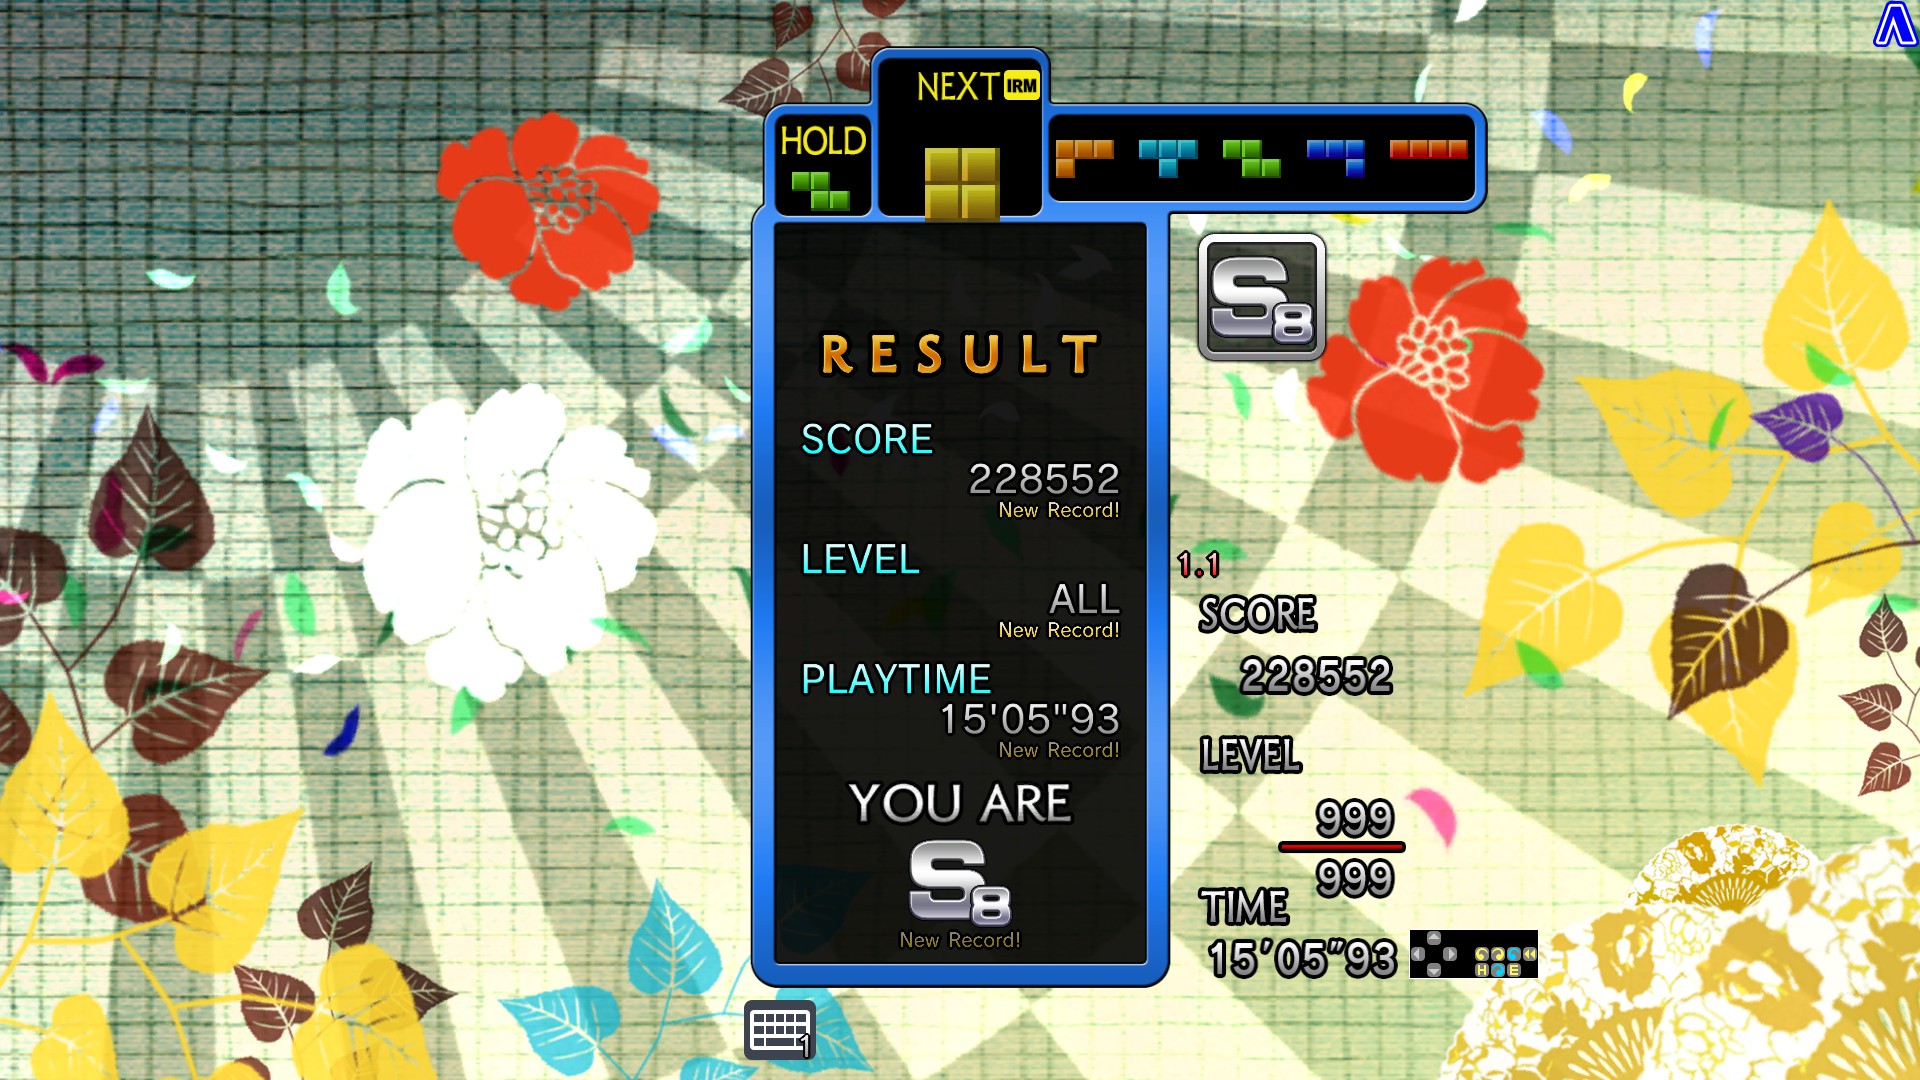 NEXT IRM
HOLD
S8
RESULT
SCORE
228552
New Record!
LEVEL
ALL
New Record!
PLAYTIME
15'05"93
New Record!
YOU ARE
S8
New Record!
1.1
SCORE
228552
LEVEL
999
999
TIME
15'05"93
H E
1